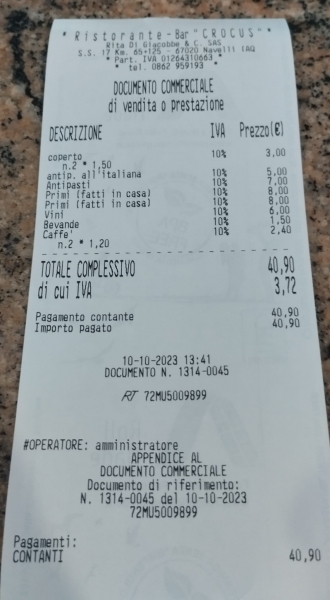 * Ristorante - Bar "CROCUS" *
Rita Di Giacobbe & C. SAS
S.S. 17 Km. 65+125 - 67020 Navelli (AQ
* Part. IVA 01264310663 *
* tel. 0862 959193 *
DOCUMENTO COMMERCIALE
di vendita o prestazione
DESCRIZIONE IVA Prezzo(€)
coperto 10% 3,00
n.2 * 1,50
antip. all'italiana 10% 5,00
Antipasti 10% 7,00
Primi (fatti in casa) 10% 8,00
Primi (fatti in casa) 10% 8,00
Vini 10% 6,00
Bevande 10% 1,50
Caffe' 10% 2,40
n.2 * 1,20
TOTALE COMPLESSIVO 40,90
di cui IVA 3,72
Pagamento contante 40,90
Importo pagato 40,90
10-10-2023 13:41
DOCUMENTO N. 1314-0045
RT 72MU5009899
#OPERATORE: amministratore
APPENDICE AL
DOCUMENTO COMMERCIALE
Documento di riferimento:
N. 1314-0045 del 10-10-2023
72MU5009899
Pagamenti:
CONTANTI 40,90